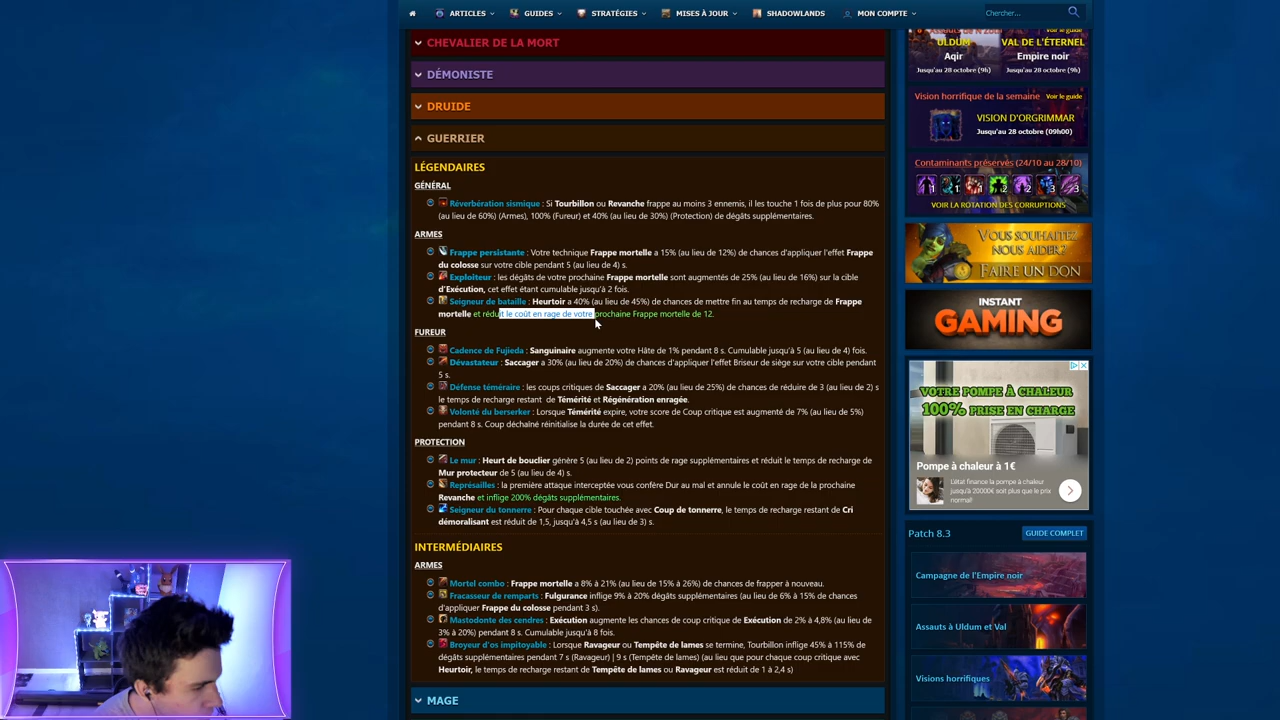 ARTICLES
GUIDES
STRATÉGIES
MISES À JOUR
SHADOWLANDS
MON COMPTE
Chercher...
CHEVALIER DE LA MORT
DÉMONISTE
DRUIDE
GUERRIER
LÉGENDAIRES
GÉNÉRAL
Réverbération sismique : Si Tourbillon ou Revanche frappe au moins 3 ennemis, il les touche 1 fois de plus pour 80%
(au lieu de 60%) (Armes), 100% (Fureur) et 40% (au lieu de 30%) (Protection) de dégâts supplémentaires.
ARMES
Frappe persistante : Votre technique Frappe mortelle a 15% (au lieu de 12%) de chances d'appliquer l'effet Frappe
du colosse sur votre cible pendant 5 (au lieu de 4) s.
Exploiteur : les dégâts de votre prochaine Frappe mortelle sont augmentés de 25% (au lieu de 16%) sur la cible
d'Exécution, cet effet étant cumulable jusqu'à 2 fois.
Seigneur de bataille : Heurtoir a 40% (au lieu de 45%) de chances de mettre fin au temps de recharge de Frappe
mortelle et réduit le coût en rage de votre prochaine Frappe mortelle de 12.
FUREUR
Cadence de Fujieda : Sanguinaire augmente votre Hâte de 1% pendant 8 s. Cumulable jusqu'à 5 (au lieu de 4) fois.
Dévastateur : Saccager a 30% (au lieu de 20%) de chances d'appliquer l'effet Briseur de siège sur votre cible pendant
5 s.
Défense téméraire : les coups critiques de Saccager a 20% (au lieu de 25%) de chances de réduire de 3 (au lieu de 2) s
le temps de recharge restant de Témérité et Régénération enragée.
Volonté du berserker : Lorsque Témérité expire, votre score de Coup critique est augmenté de 7% (au lieu de 5%)
pendant 8 s. Coup déchaîné réinitialise la durée de cet effet.
PROTECTION
Le mur : Heurt de bouclier génère 5 (au lieu de 2) points de rage supplémentaires et réduit le temps de recharge de
Mur protecteur de 5 (au lieu de 4) s.
Représailles : la première attaque interceptée vous confère Dur au mal et annule le coût en rage de la prochaine
Revanche et inflige 200% dégâts supplémentaires.
Seigneur du tonnerre : Pour chaque cible touchée avec Coup de tonnerre, le temps de recharge restant de Cri
démoralisant est réduit de 1,5, jusqu'à 4,5 s (au lieu de 3) s.
INTERMÉDIAIRES
ARMES
Mortel combo : Frappe mortelle a 8% à 21% (au lieu de 15% à 26%) de chances de frapper à nouveau.
Fracasseur de remparts : Fulgurance inflige 9% à 20% dégâts supplémentaires (au lieu de 6% à 15% de chances
d'appliquer Frappe du colosse pendant 3 s).
Mastodonte des cendres : Exécution augmente les chances de coup critique de Exécution de 2% à 4,8% (au lieu de
3% à 20%) pendant 8 s. Cumulable jusqu'à 8 fois.
Broyeur d'os impitoyable : Lorsque Ravageur ou Tempête de lames se termine, Tourbillon inflige 45% à 115% de
dégâts supplémentaires pendant 7 s (Ravageur) | 9 s (Tempête de lames) (au lieu que pour chaque coup critique avec
Heurtoir, le temps de recharge restant de Tempête de lames ou Ravageur est réduit de 1 à 2,4 s)
MAGE
Voir le guide
ULDUM
Aqir
Jusqu'au 28 octobre (9h)
VAL DE L'ÉTERNEL
Empire noir
Jusqu'au 28 octobre (9h)
Vision horrifique de la semaine
Voir le guide
VISION D'ORGRIMMAR
Jusqu'au 28 octobre (09h00)
Contaminants préservés (24/10 au 28/10)
1 1 1 2 2 3 3
VOIR LA ROTATION DES CORRUPTIONS
VOUS SOUHAITEZ
NOUS AIDER?
FAIRE UN DON
INSTANT
GAMING
VOTRE POMPE À CHALEUR
100% PRISE EN CHARGE
Pompe à chaleur à 1€
L'état finance la pompe à chaleur
jusqu'à 20000€ soit plus que le prix
normal!
Patch 8.3
GUIDE COMPLET
Campagne de l'Empire noir
Assauts à Uldum et Val
Visions horrifiques